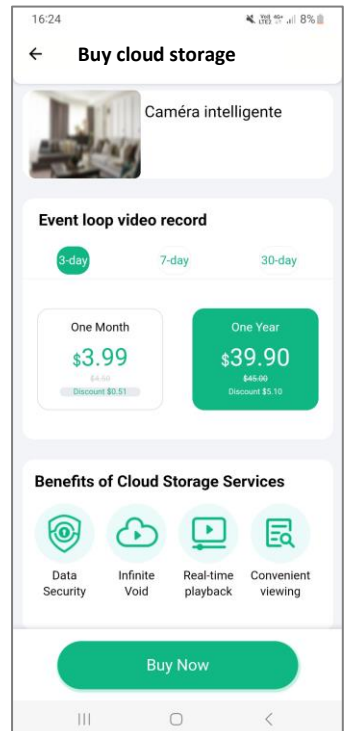 16:24
8%
Buy cloud storage
Caméra intelligente
Event loop video record
3-day 7-day 30-day
One Month One Year
$3.99 $39.90
$4.50 $45.00
Discount $0.51 Discount $5.10
Benefits of Cloud Storage Services
Data Infinite Real-time Convenient
Security Void playback viewing
Buy Now